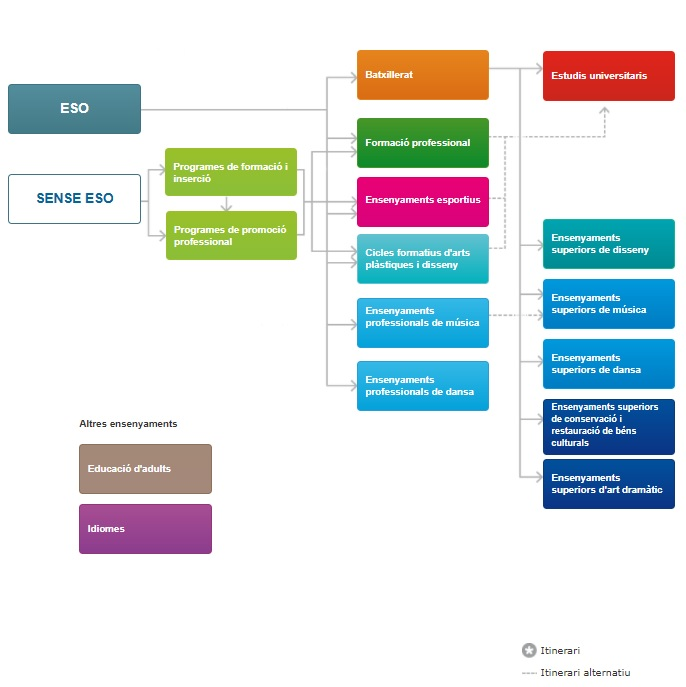 ESO
SENSE ESO
Programes de formació i
inserció
Programes de promoció
professional
Batxillerat
Formació professional
Ensenyaments esportius
Cicles formatius d'arts
plàstiques i disseny
Ensenyaments
professionals de música
Ensenyaments
professionals de dansa
Estudis universitaris
Ensenyaments
superiors de disseny
Ensenyaments
superiors de música
Ensenyaments
superiors de dansa
Ensenyaments superiors
de conservació i
restauració de béns
culturals
Ensenyaments
superiors d'art dramàtic
Altres ensenyaments
Educació d'adults
Idiomes
Itinerari
Itinerari alternatiu